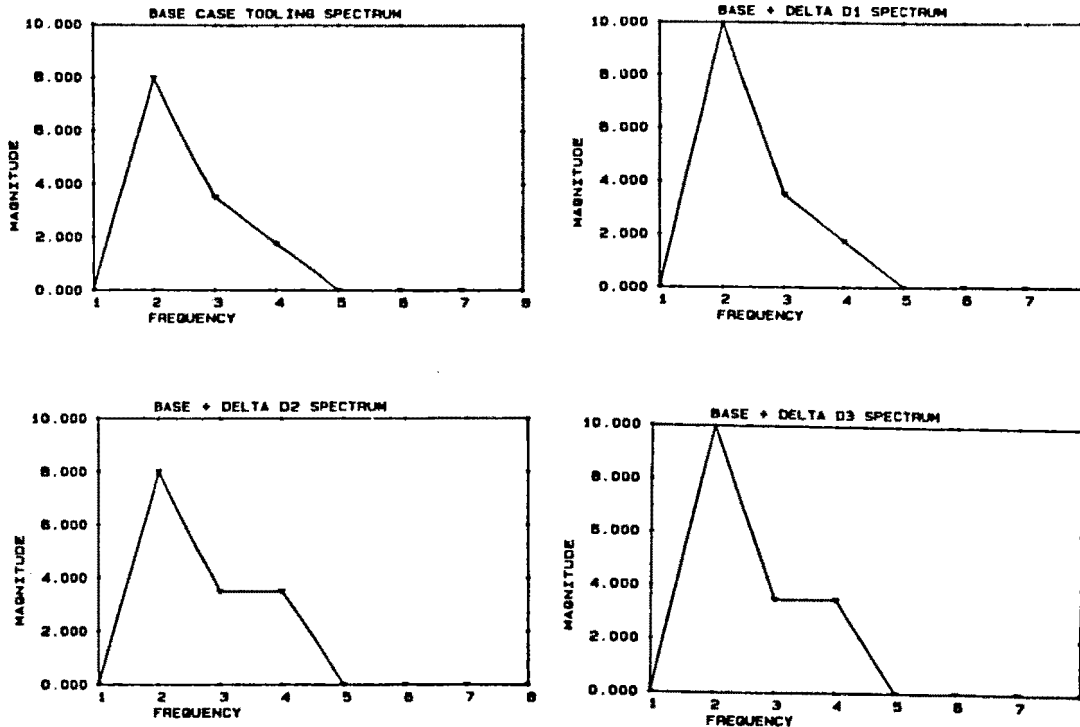 BASE CASE TOOLING SPECTRUM
10.000
8.000
6.000
4.000
2.000
0.000
MAGNITUDE
1 2 3 4 5 6 7 8
FREQUENCY
BASE + DELTA D1 SPECTRUM
10.000
8.000
6.000
4.000
2.000
0.000
MAGNITUDE
1 2 3 4 5 6 7
FREQUENCY
BASE + DELTA D2 SPECTRUM
10.000
8.000
6.000
4.000
2.000
0.000
MAGNITUDE
1 2 3 4 5 6 7 8
FREQUENCY
BASE + DELTA D3 SPECTRUM
10.000
8.000
6.000
4.000
2.000
0.000
MAGNITUDE
1 2 3 4 5 6 7
FREQUENCY